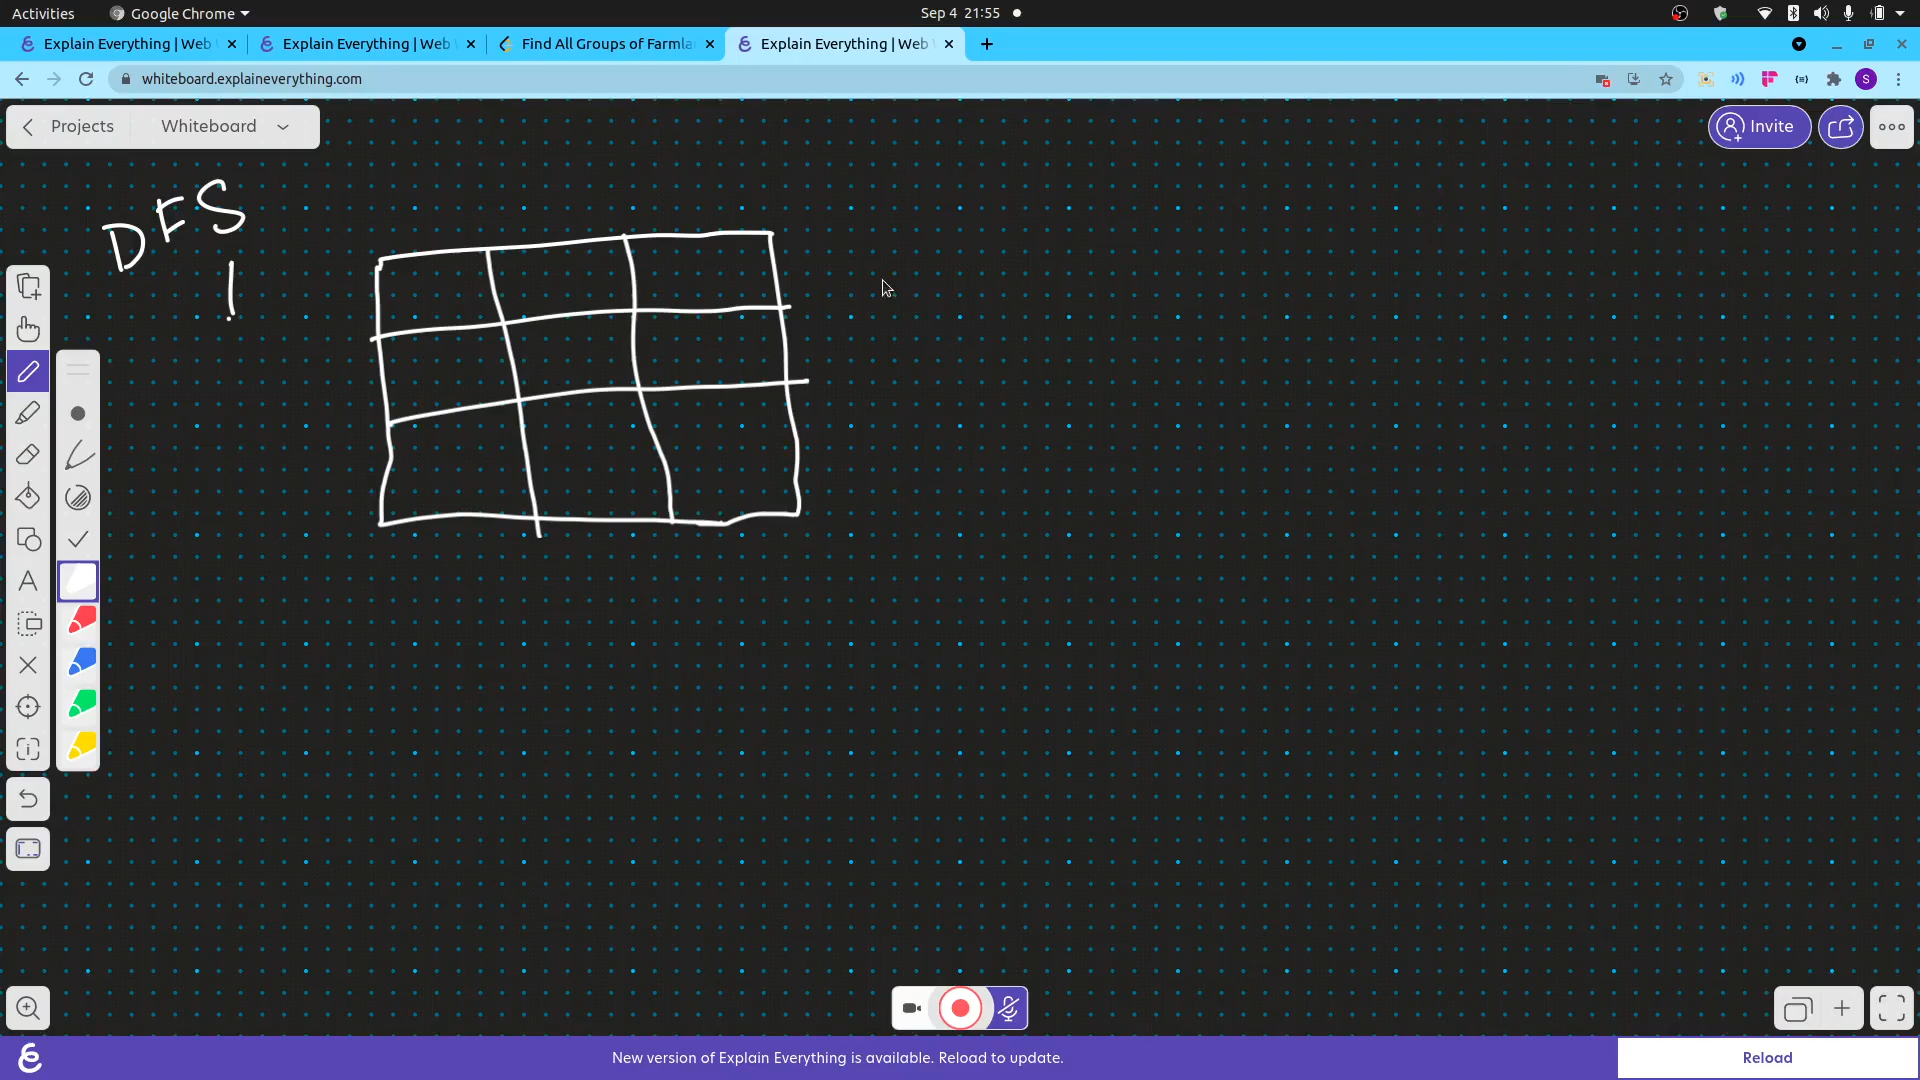 Activities Google Chrome Sep 4 21:55
Explain Everything | Web Explain Everything | Web Find All Groups of Farmla Explain Everything | Web
whiteboard.explaineverything.com S
Projects Whiteboard Invite
DFS
!
A
New version of Explain Everything is available. Reload to update. Reload